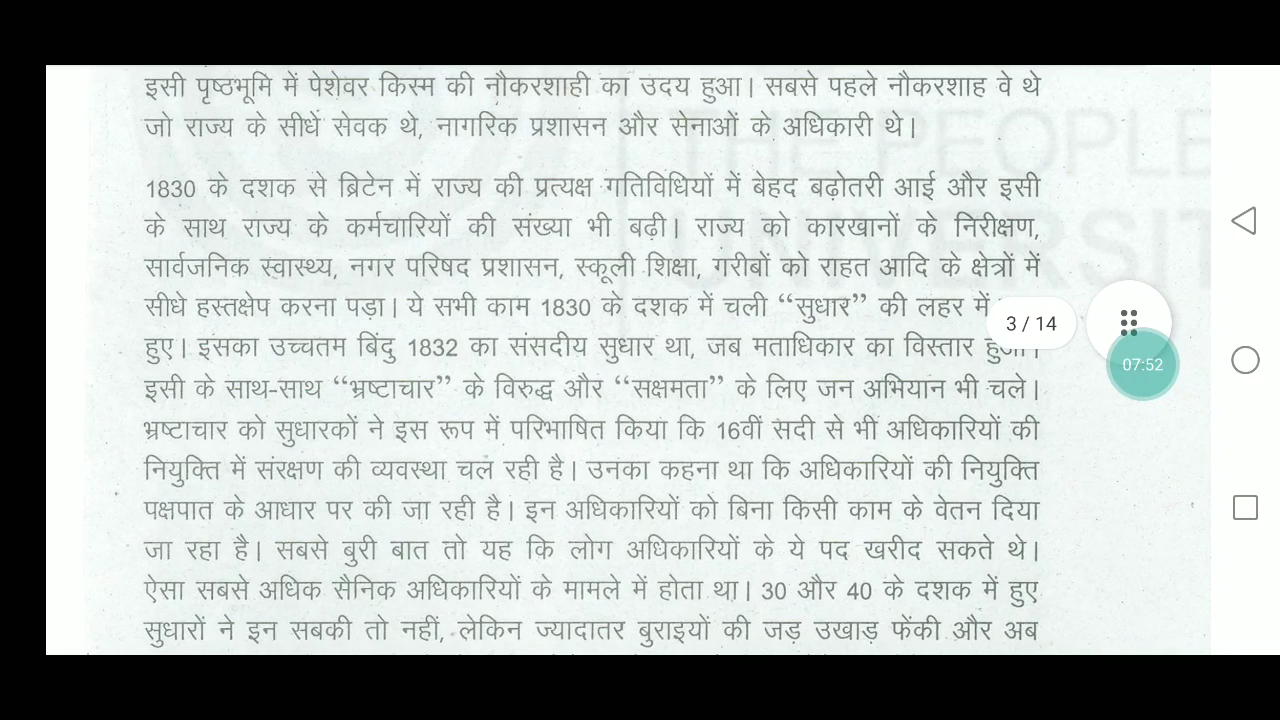 इसी पृष्ठभूमि में पेशेवर किस्म की नौकरशाही का उदय हुआ। सबसे पहले नौकरशाह वे थे
जो राज्य के सीधे सेवक थे, नागरिक प्रशासन और सेनाओं के अधिकारी थे।
THE PEOPLE
UNIVERSIT
1830 के दशक से ब्रिटेन में राज्य की प्रत्यक्ष गतिविधियों में बेहद बढ़ोतरी आई और इसी
के साथ राज्य के कर्मचारियों की संख्या भी बढ़ी। राज्य को कारखानों के निरीक्षण,
सार्वजनिक स्वास्थ्य, नगर परिषद प्रशासन, स्कूली शिक्षा, गरीबों को राहत आदि के क्षेत्रों में
सीधे हस्तक्षेप करना पड़ा। ये सभी काम 1830 के दशक में चली “सुधार” की लहर में
3 / 14
हुए। इसका उच्चतम बिंदु 1832 का संसदीय सुधार था, जब मताधिकार का विस्तार हुआ।
07:52
इसी के साथ-साथ “भ्रष्टाचार” के विरुद्ध और “सक्षमता” के लिए जन अभियान भी चले।
भ्रष्टाचार को सुधारकों ने इस रूप में परिभाषित किया कि 16वीं सदी से भी अधिकारियों की
नियुक्ति में संरक्षण की व्यवस्था चल रही है। उनका कहना था कि अधिकारियों की नियुक्ति
पक्षपात के आधार पर की जा रही है। इन अधिकारियों को बिना किसी काम के वेतन दिया
जा रहा है। सबसे बुरी बात तो यह कि लोग अधिकारियों के ये पद खरीद सकते थे।
ऐसा सबसे अधिक सैनिक अधिकारियों के मामले में होता था। 30 और 40 के दशक में हुए
सुधारों ने इन सबकी तो नहीं, लेकिन ज्यादातर बुराइयों की जड़ उखाड़ फेंकी और अब